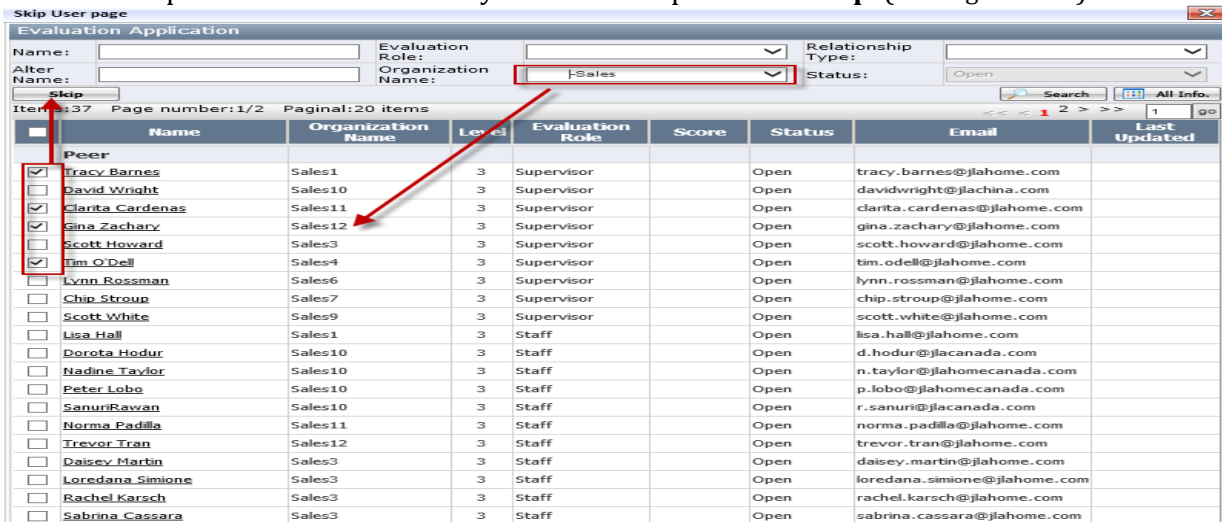 Skip User page
Evaluation Application
Name: Evaluation Role: Relationship Type:
Alter Name: Organization Name: |-Sales Status: Open
Skip Search All Info.
Items:37 Page number:1/2 Paginal:20 items << < 1 2 > >> 1 go
Name Organization Name Level Evaluation Role Score Status Email Last Updated
Peer
Tracy Barnes Sales1 3 Supervisor Open tracy.barnes@jlahome.com
David Wright Sales10 3 Supervisor Open davidwright@jlachina.com
Clarita Cardenas Sales11 3 Supervisor Open clarita.cardenas@jlahome.com
Gina Zachary Sales12 3 Supervisor Open gina.zachary@jlahome.com
Scott Howard Sales3 3 Supervisor Open scott.howard@jlahome.com
Tim O'Dell Sales4 3 Supervisor Open tim.odell@jlahome.com
Lynn Rossman Sales6 3 Supervisor Open lynn.rossman@jlahome.com
Chip Stroup Sales7 3 Supervisor Open chip.stroup@jlahome.com
Scott White Sales9 3 Supervisor Open scott.white@jlahome.com
Lisa Hall Sales1 3 Staff Open lisa.hall@jlahome.com
Dorota Hodur Sales10 3 Staff Open d.hodur@jlacanada.com
Nadine Taylor Sales10 3 Staff Open n.taylor@jlahomecanada.com
Peter Lobo Sales10 3 Staff Open p.lobo@jlahomecanada.com
SanuriRawan Sales10 3 Staff Open r.sanuri@jlacanada.com
Norma Padilla Sales11 3 Staff Open norma.padilla@jlahome.com
Trevor Tran Sales12 3 Staff Open trevor.tran@jlahome.com
Daisey Martin Sales3 3 Staff Open daisey.martin@jlahome.com
Loredana Simione Sales3 3 Staff Open loredana.simione@jlahome.com
Rachel Karsch Sales3 3 Staff Open rachel.karsch@jlahome.com
Sabrina Cassara Sales3 3 Staff Open sabrina.cassara@jlahome.com